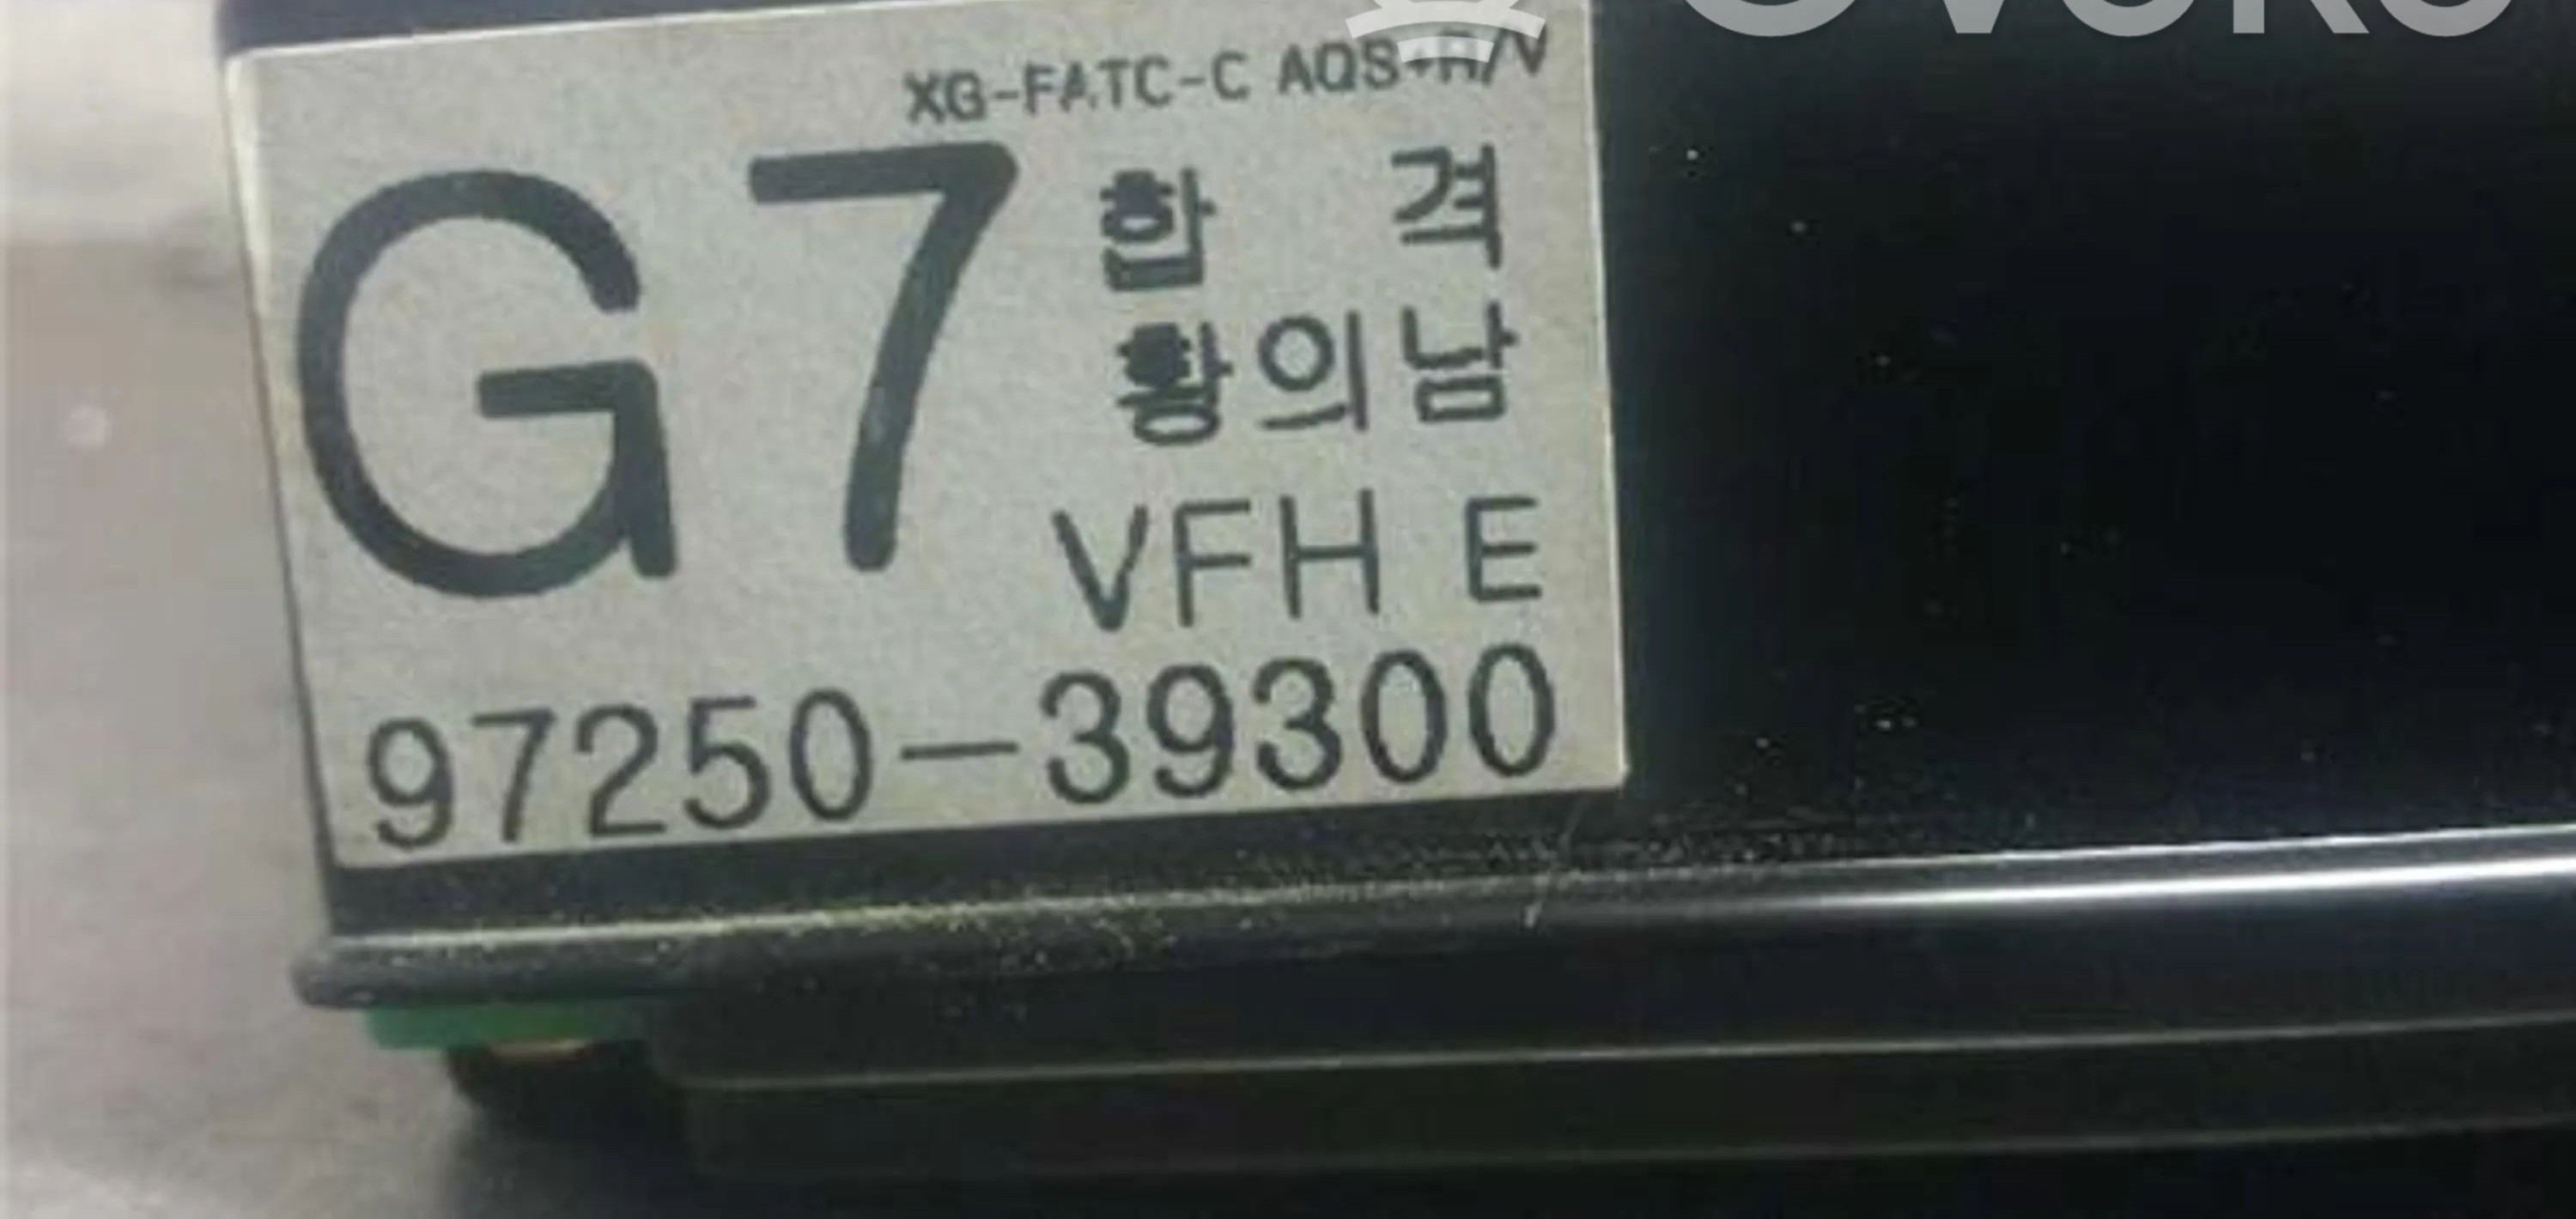 XG-FATC-C AQS+R/V
G7
합 격
황의남
VFH E
97250-39300